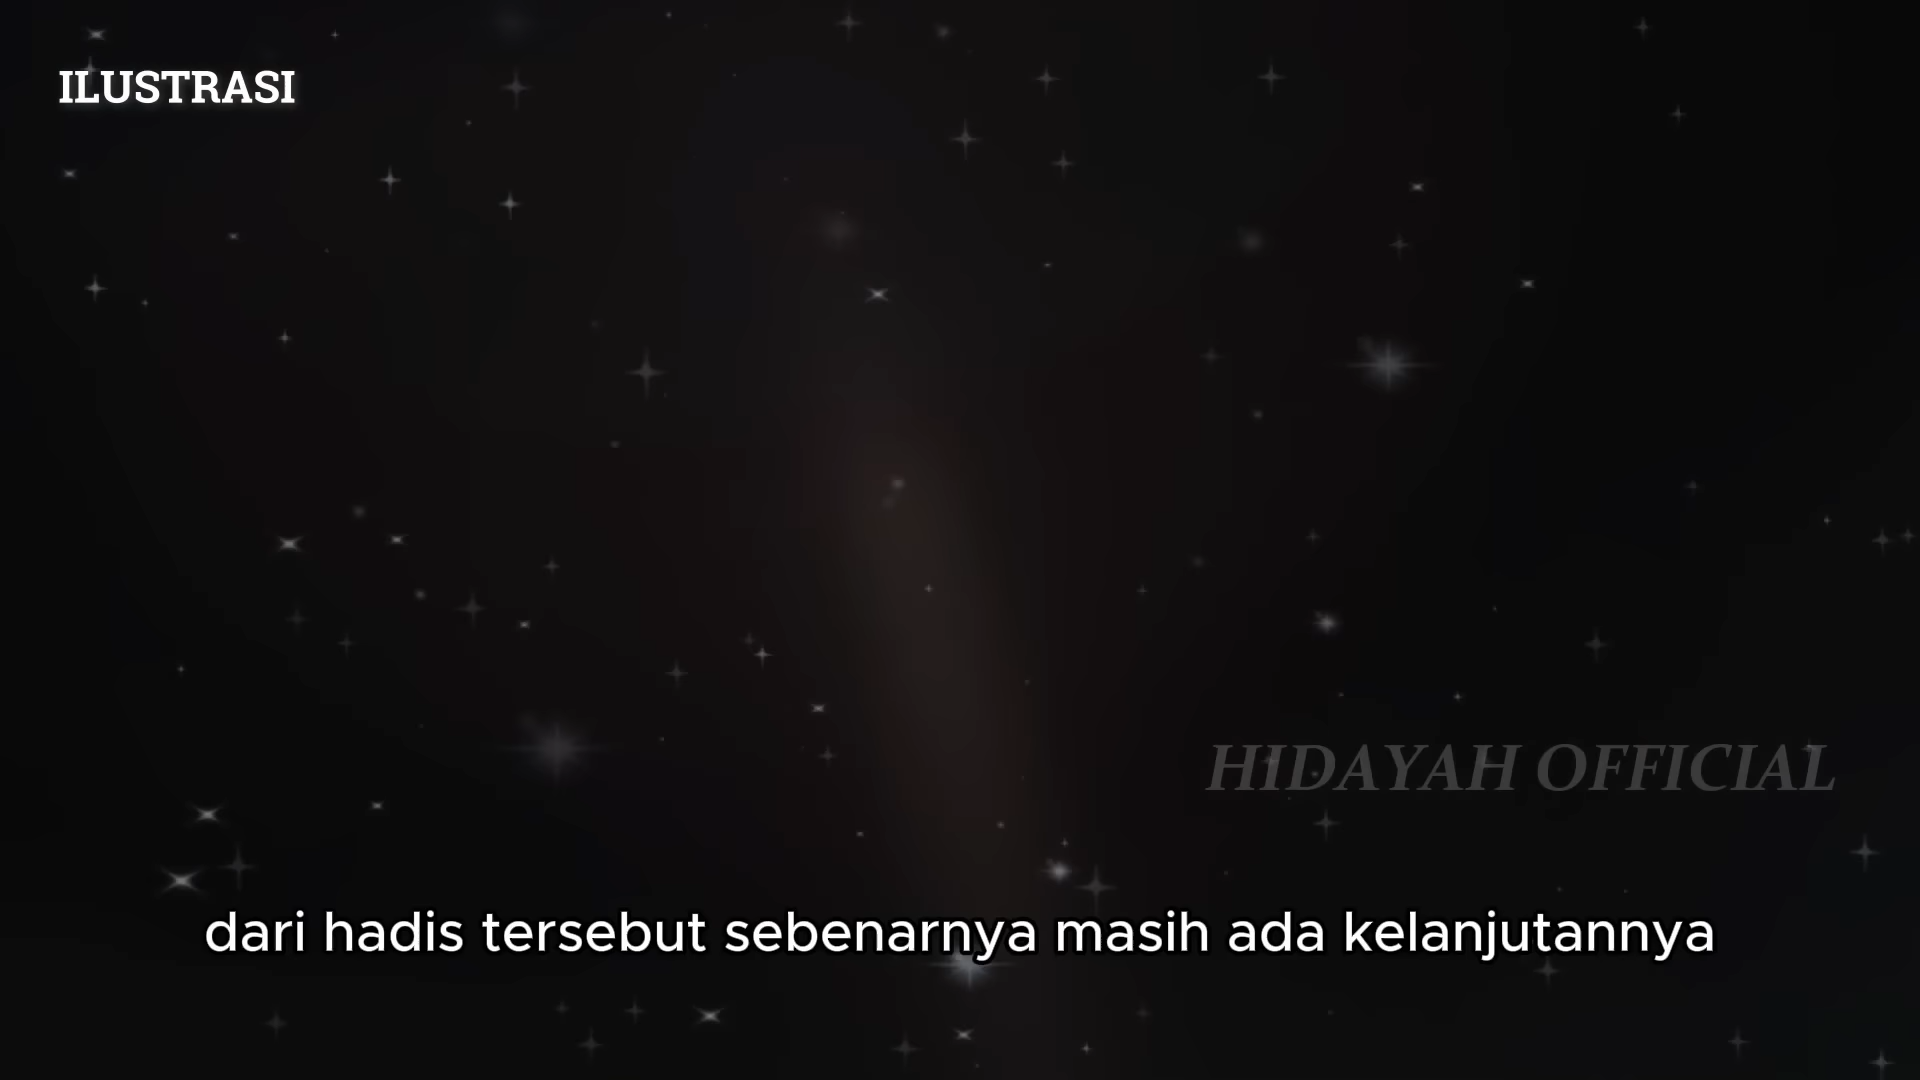 ILUSTRASI
HIDAYAH OFFICIAL
dari hadis tersebut sebenarnya masih ada kelanjutannya